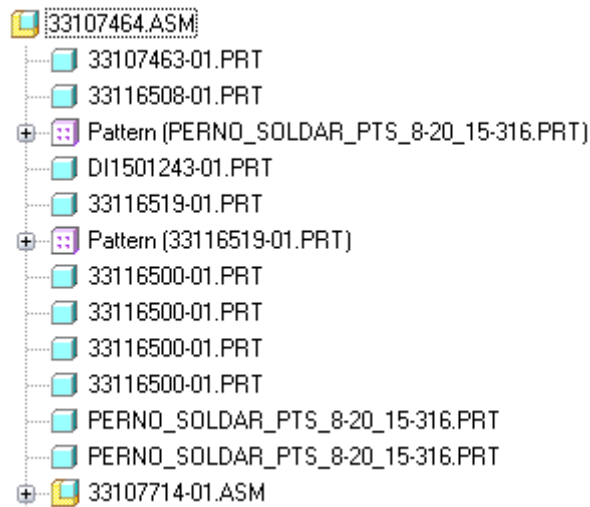 33107464.ASM
33107463-01.PRT
33116508-01.PRT
Pattern (PERNO_SOLDAR_PTS_8-20_15-316.PRT)
DI1501243-01.PRT
33116519-01.PRT
Pattern (33116519-01.PRT)
33116500-01.PRT
33116500-01.PRT
33116500-01.PRT
33116500-01.PRT
PERNO_SOLDAR_PTS_8-20_15-316.PRT
PERNO_SOLDAR_PTS_8-20_15-316.PRT
33107714-01.ASM